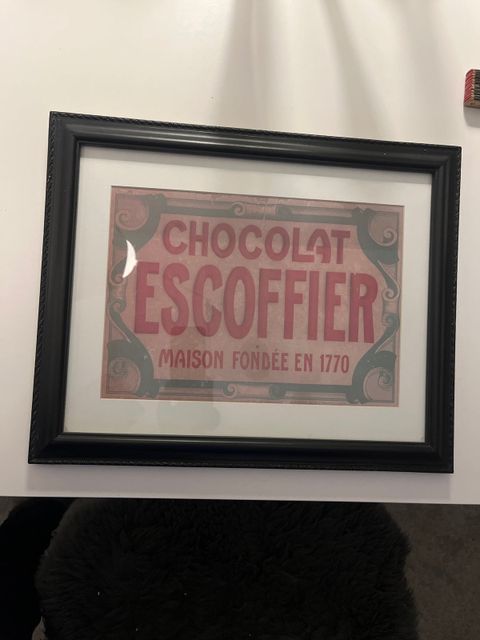 CHOCOLAT
ESCOFFIER
MAISON FONDÉE EN 1770